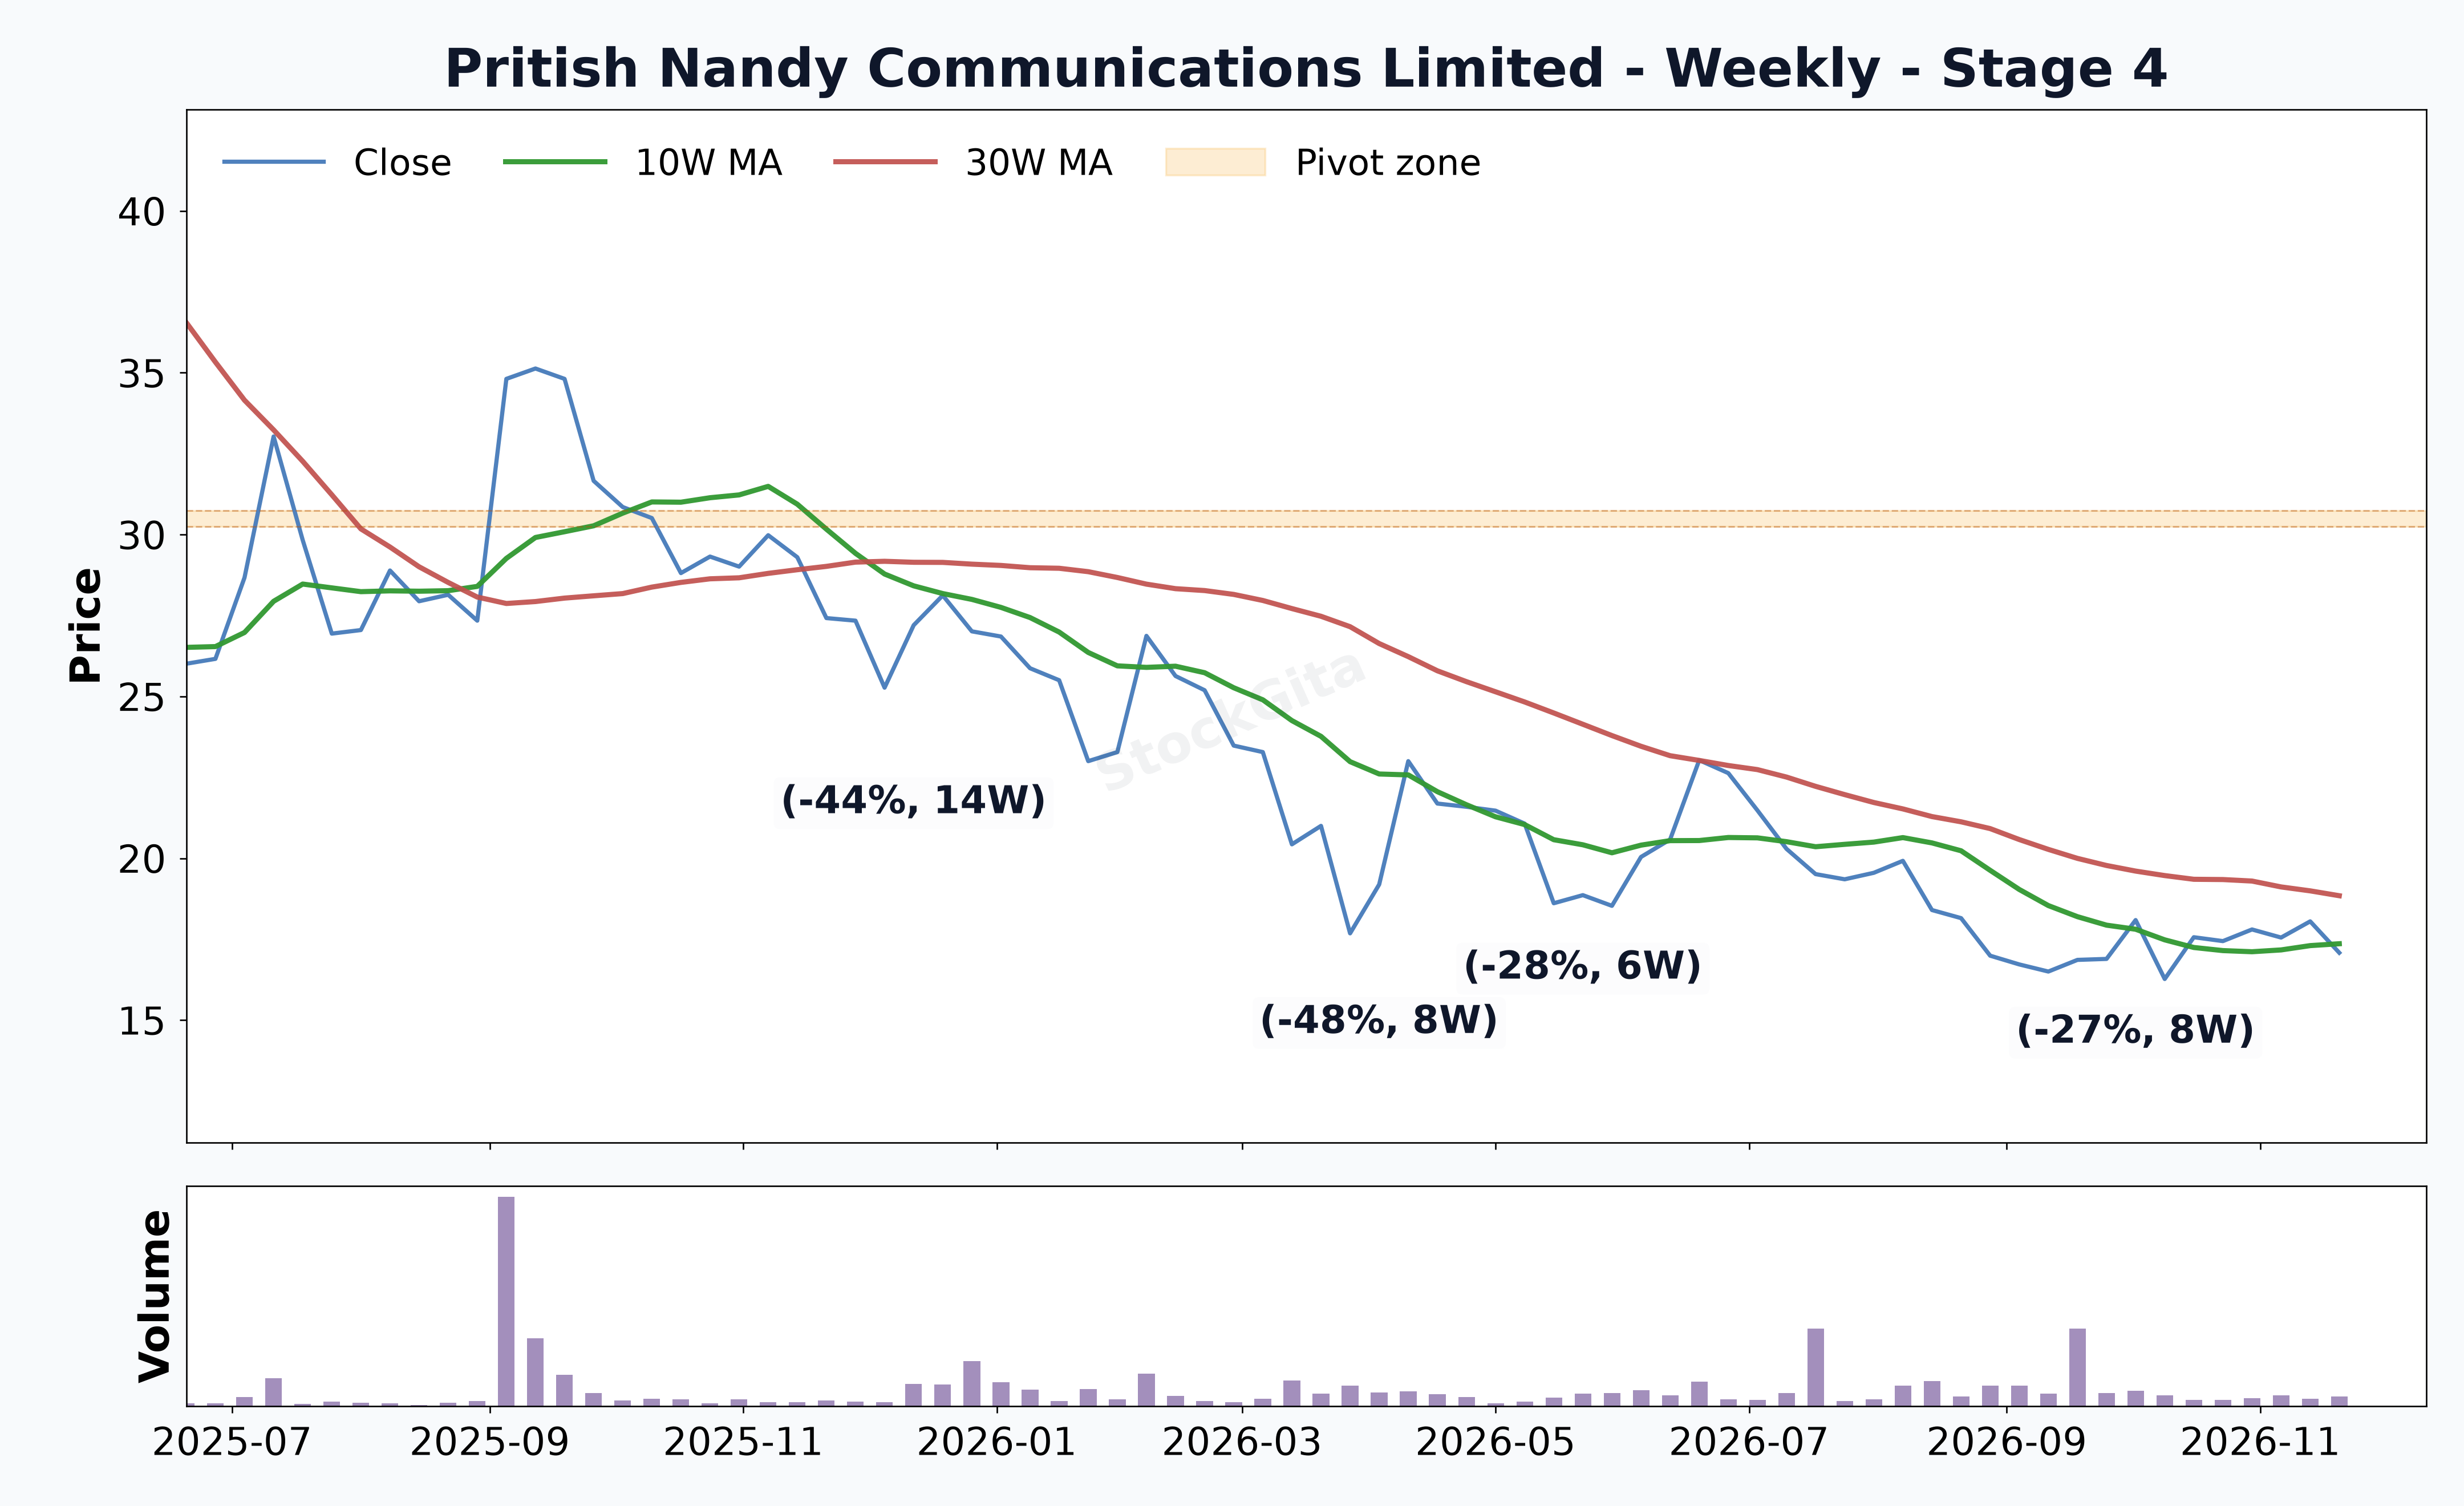 Pritish Nandy Communications Limited - Weekly - Stage 4
Close 10W MA 30W MA Pivot zone
40
35
30
25
20
15
Price
StockGita
(-44%, 14W)
(-28%, 6W)
(-48%, 8W)
(-27%, 8W)
Volume
2025-07 2025-09 2025-11 2026-01 2026-03 2026-05 2026-07 2026-09 2026-11